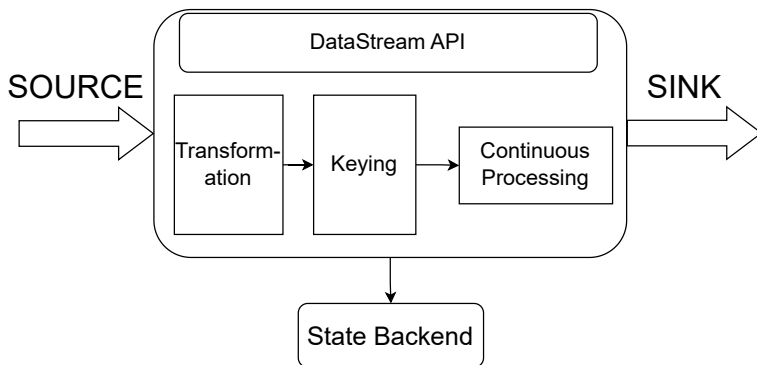 DataStream API
SOURCE
SINK
Transform-
ation
Keying
Continuous
Processing
State Backend